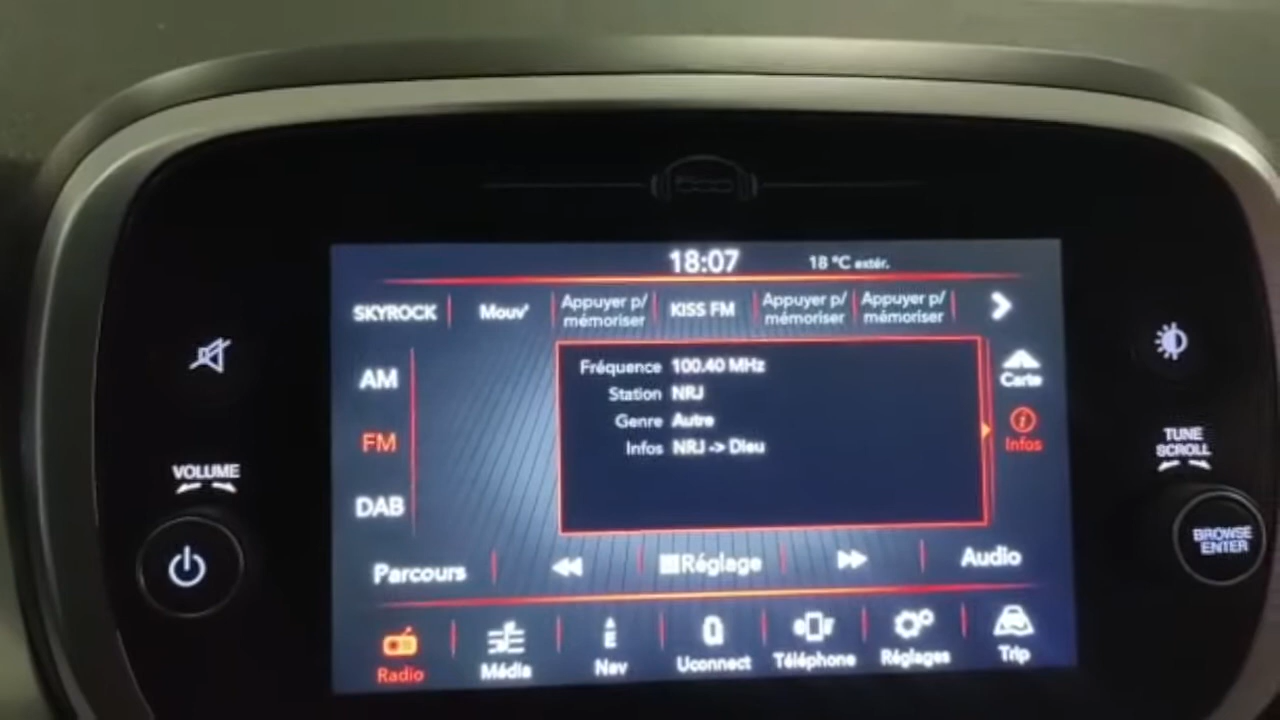 18:07 18 °C extér.
SKYROCK Mouv' Appuyer p/ mémoriser KISS FM Appuyer p/ mémoriser Appuyer p/ mémoriser
AM
FM
DAB
Fréquence 100.40 MHz
Station NRJ
Genre Autre
Infos NRJ -> Dieu
Carte
Infos
Parcours Réglage Audio
Radio Média E Nav Uconnect Téléphone Réglages Trip
VOLUME
TUNE
SCROLL
BROWSE
ENTER